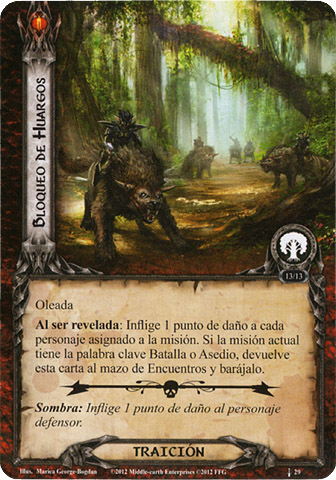 Bloqueo de Huargos
13/13
Oleada
Al ser revelada: Inflige 1 punto de daño a cada
personaje asignado a la misión. Si la misión actual
tiene la palabra clave Batalla o Asedio, devuelve
esta carta al mazo de Encuentros y barájalo.
Sombra: Inflige 1 punto de daño al personaje
defensor.
TRAICIÓN
Illus. Marica George-Bogdan ©2012 Middle-earth Enterprises ©2012 FFG 29